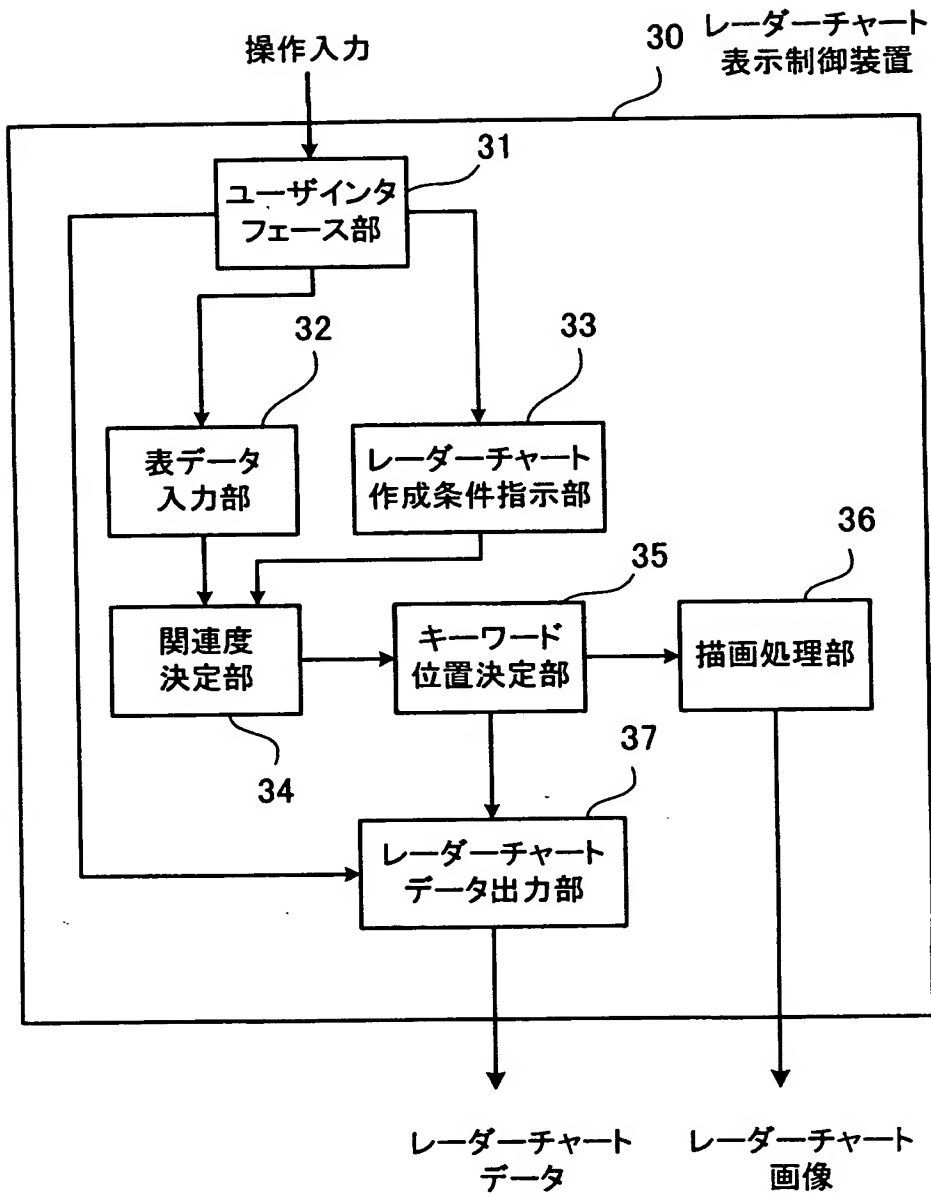 30 レーダーチャート
表示制御装置
操作入力
31
ユーザインタ
フェース部
32
33
表データ
入力部
レーダーチャート
作成条件指示部
35
36
関連度
決定部
キーワード
位置決定部
描画処理部
34
37
レーダーチャート
データ出力部
レーダーチャート
データ
レーダーチャート
画像